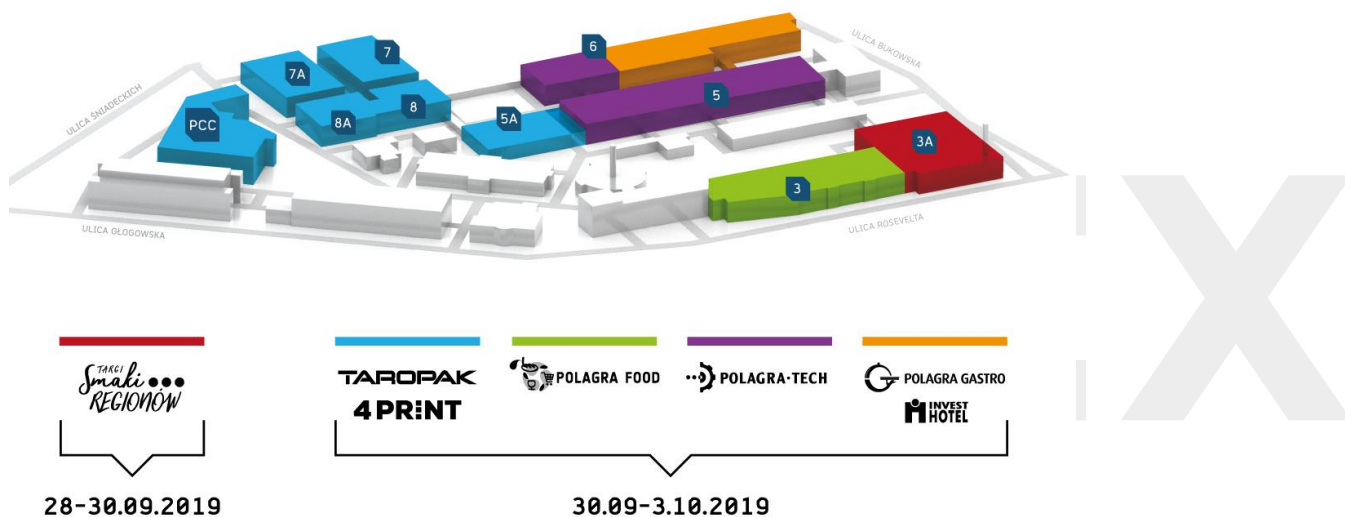 6
7
ULICA BUKOWSKA
7A
5
8
ULICA ŚNIADECKICH
8A
5A
PCC
3A
3
ULICA GŁOGOWSKA
ULICA ROSEVELTA
TARGI
Smaki
REGIONÓW
TAROPAK
4PRINT
POLAGRA FOOD
POLAGRA-TECH
POLAGRA GASTRO
INVEST
HOTEL
28-30.09.2019
30.09-3.10.2019
X